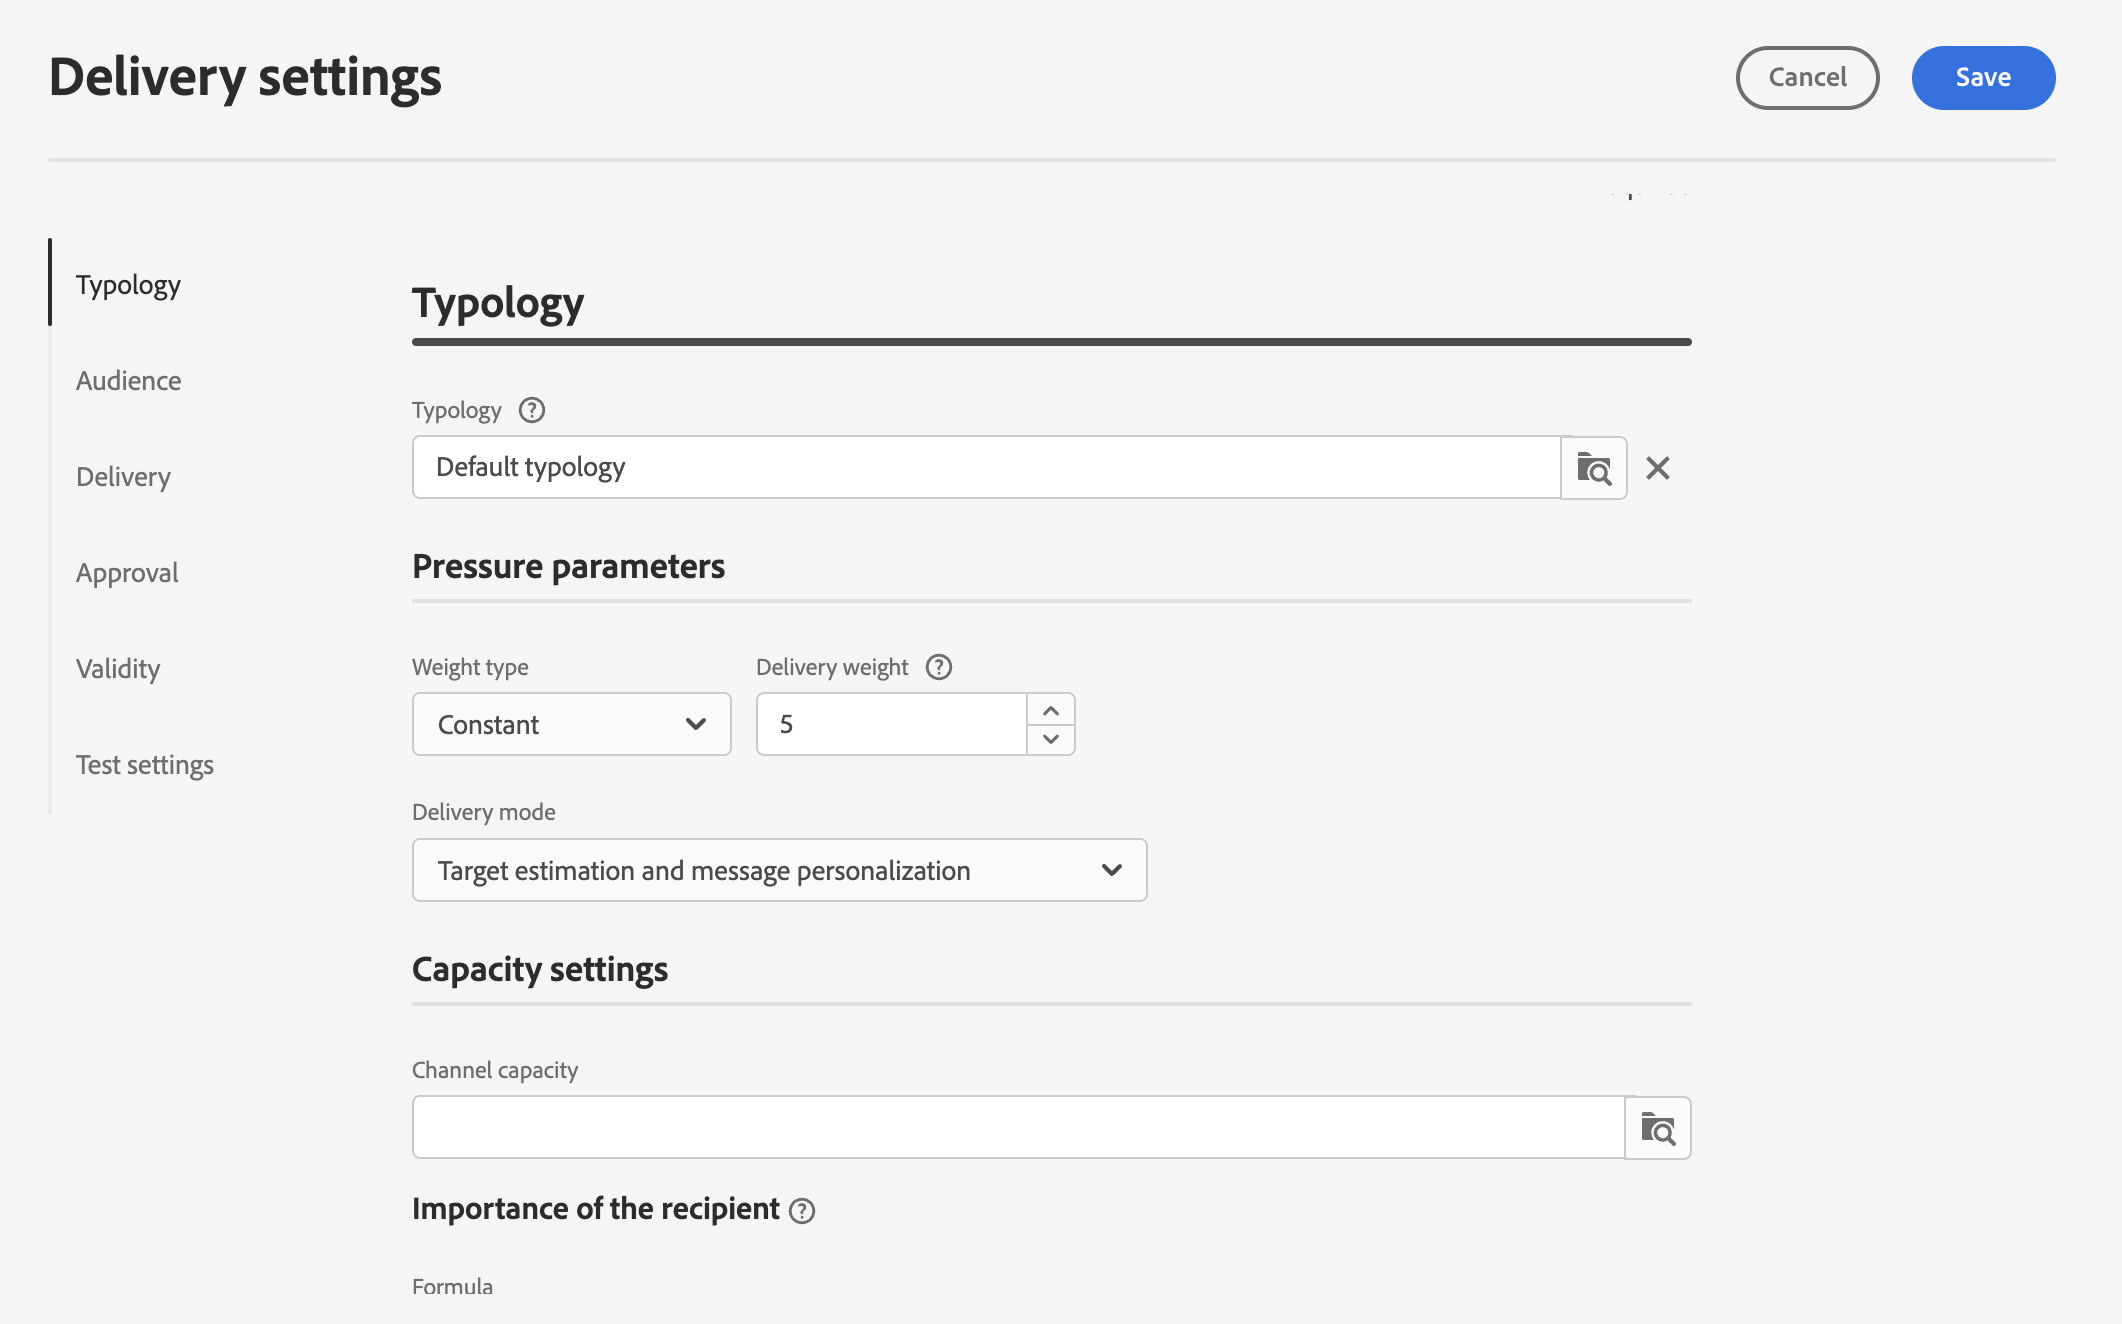 Delivery settings
Cancel
Save
Typology
Audience
Delivery
Approval
Validity
Test settings
Typology
Typology
Default typology
Pressure parameters
Weight type
Delivery weight
Constant
5
Delivery mode
Target estimation and message personalization
Capacity settings
Channel capacity
Importance of the recipient
Formula